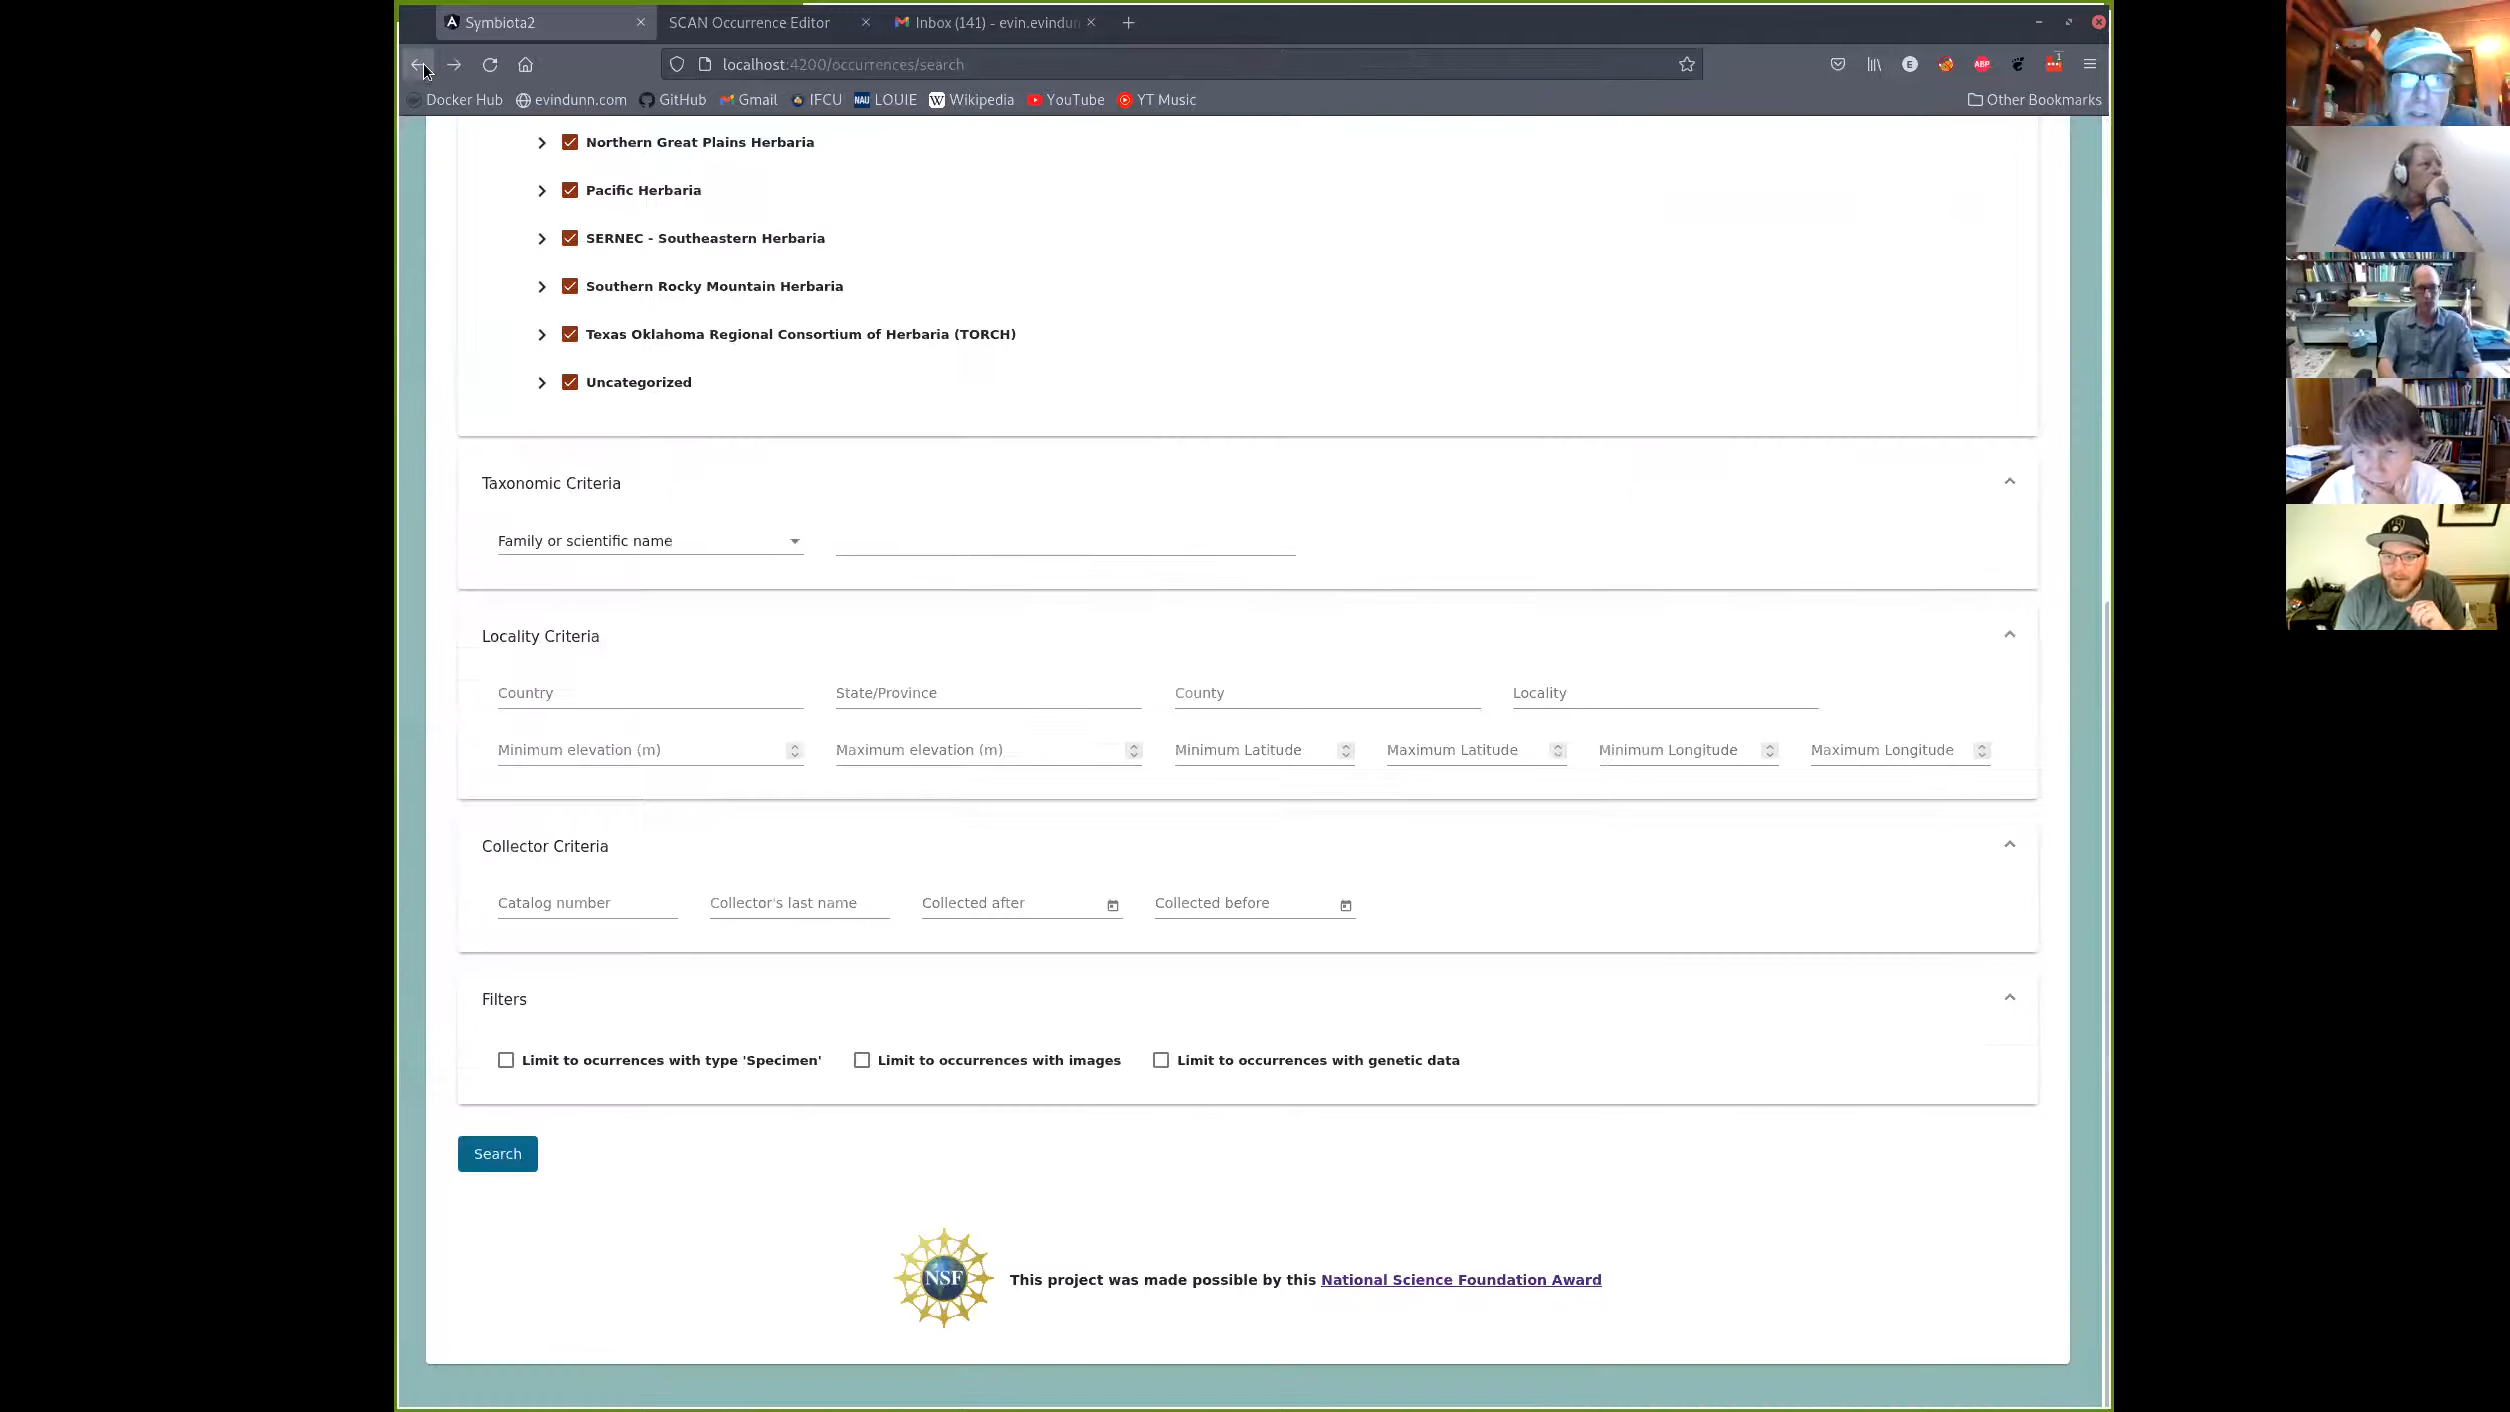 Symbiota2
SCAN Occurrence Editor
Inbox (141) - evin.evindun
localhost:4200/occurrences/search
E
ABP
1
Docker Hub
evindunn.com
GitHub
Gmail
IFCU
NAU LOUIE
W Wikipedia
YouTube
YT Music
Other Bookmarks
Northern Great Plains Herbaria
Pacific Herbaria
SERNEC - Southeastern Herbaria
Southern Rocky Mountain Herbaria
Texas Oklahoma Regional Consortium of Herbaria (TORCH)
Uncategorized
Taxonomic Criteria
Family or scientific name
Locality Criteria
Country
State/Province
County
Locality
Minimum elevation (m)
Maximum elevation (m)
Minimum Latitude
Maximum Latitude
Minimum Longitude
Maximum Longitude
Collector Criteria
Catalog number
Collector's last name
Collected after
Collected before
Filters
Limit to ocurrences with type 'Specimen'
Limit to occurrences with images
Limit to occurrences with genetic data
Search
NSF
This project was made possible by this National Science Foundation Award